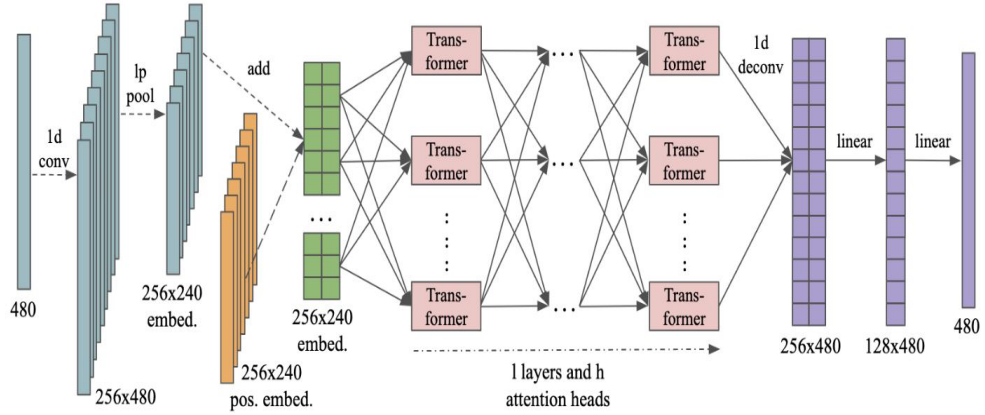 480
1d
conv
256x480
lp
pool
256x240
embed.
256x240
pos. embed.
add
...
256x240
embed.
Trans-
former
...
Trans-
former
Trans-
former
...
Trans-
former
Trans-
former
...
Trans-
former
l layers and h
attention heads
1d
deconv
256x480
linear
128x480
linear
480